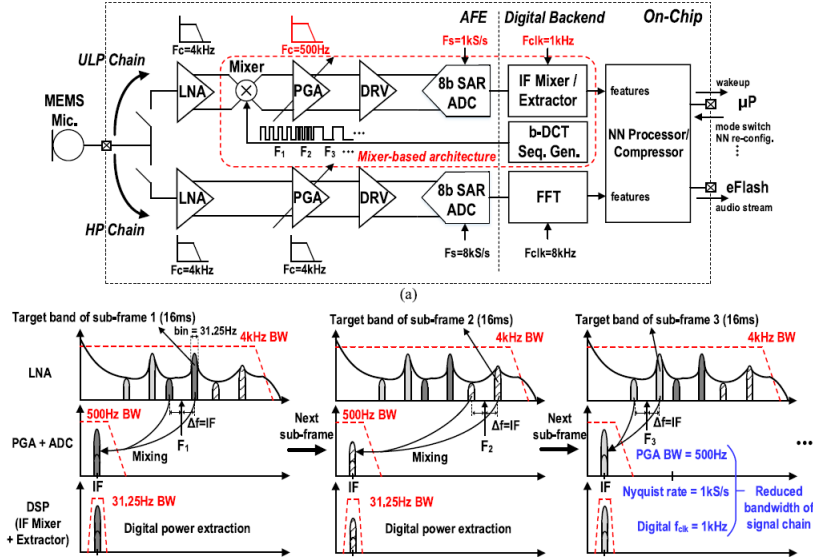 AFE
Digital Backend
On-Chip
Fc=4kHz
Fc=500Hz
Fs=1kS/s
Fclk=1kHz
ULP Chain
LNA
Mixer
PGA
DRV
8b SAR
ADC
IF Mixer /
Extractor
features
wakeup
µP
MEMS
Mic.
F1
F2
F3
...
Mixer-based architecture
b-DCT
Seq. Gen.
NN Processor/
Compressor
mode switch
NN re-config.
⋮
HP Chain
LNA
PGA
DRV
8b SAR
ADC
FFT
features
eFlash
audio stream
Fc=4kHz
Fc=4kHz
Fs=8kS/s
Fclk=8kHz
(a)
Target band of sub-frame 1 (16ms)
bin = 31.25Hz
4kHz BW
Target band of sub-frame 2 (16ms)
4kHz BW
Target band of sub-frame 3 (16ms)
4kHz BW
LNA
500Hz BW
Δf=IF
F1
Next
sub-frame
500Hz BW
Δf=IF
F2
Next
sub-frame
Δf=IF
F3
PGA + ADC
Mixing
IF
Mixing
IF
IF
PGA BW = 500Hz
Nyquist rate = 1kS/s
Digital fclk = 1kHz
Reduced
bandwidth of
signal chain
...
DSP
(IF Mixer
+ Extractor)
31.25Hz BW
Digital power extraction
31.25Hz BW
Digital power extraction